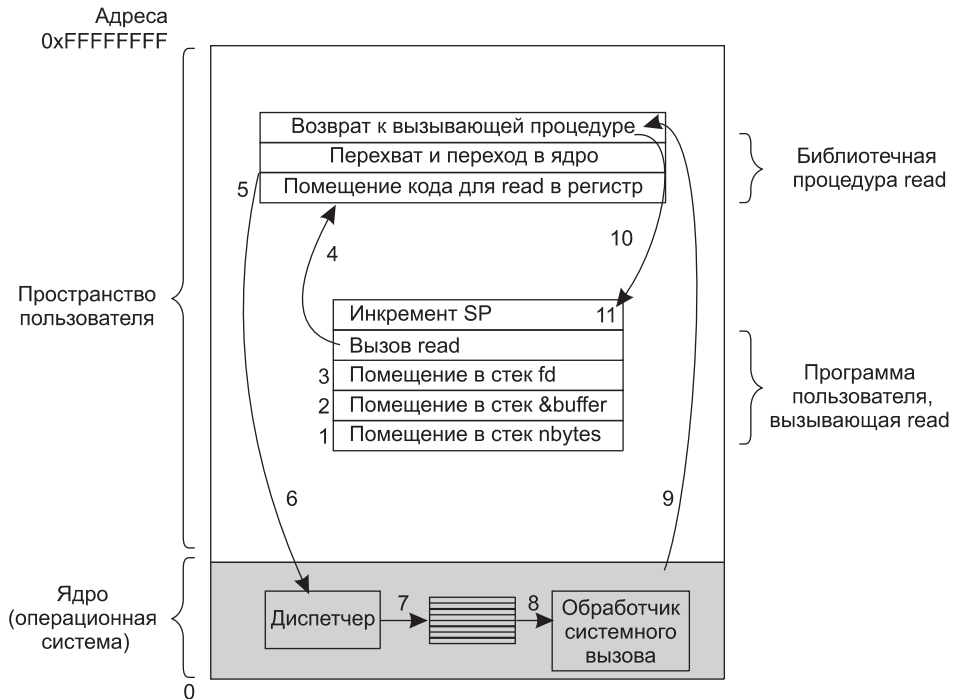 Адреса
0xFFFFFFFF
Возврат к вызывающей процедуре
Перехват и переход в ядро
5 Помещение кода для read в регистр
Библиотечная
процедура read
4
10
Пространство
пользователя
Инкремент SP 11
Вызов read
3 Помещение в стек fd
2 Помещение в стек &buffer
1 Помещение в стек nbytes
Программа
пользователя,
вызывающая read
6
9
Ядро
(операционная
система)
Диспетчер
7
8
Обработчик
системного
вызова
0